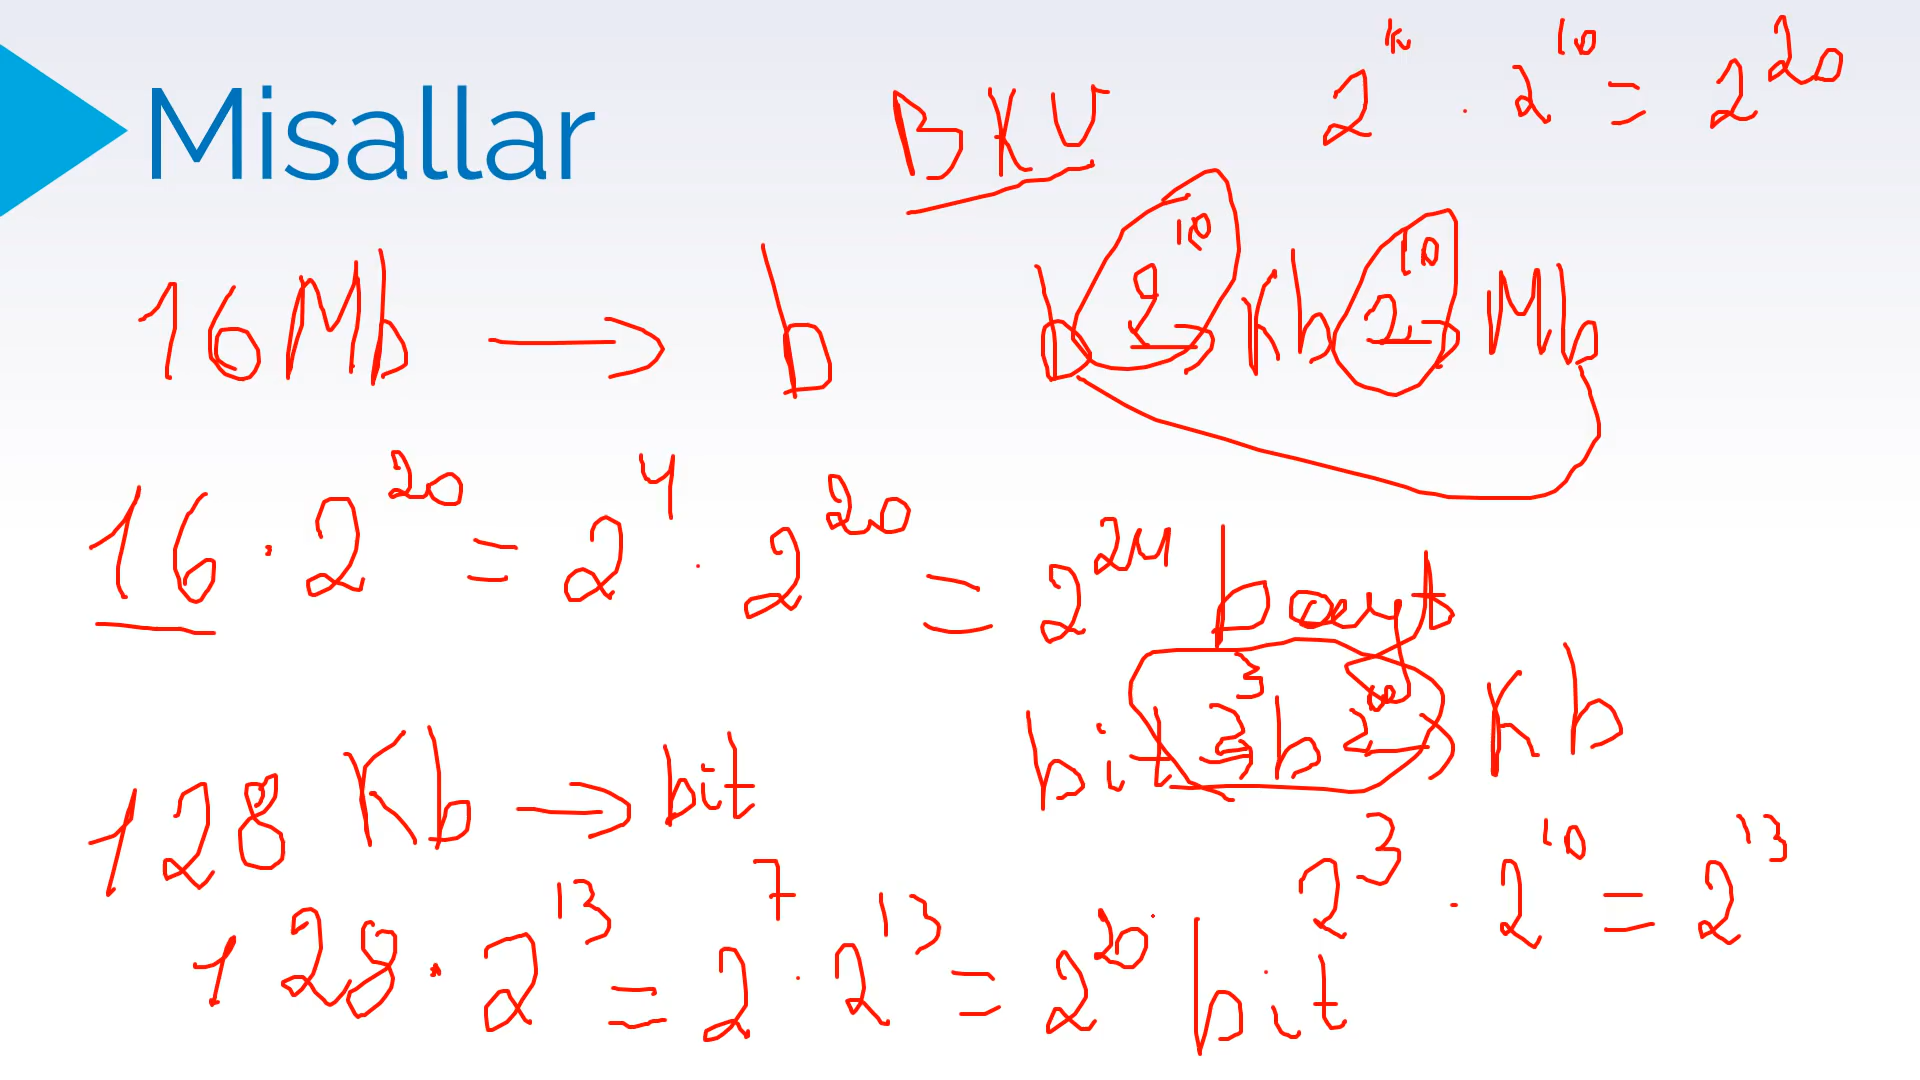 Misallar
BKV
2¹⁰ · 2¹⁰ = 2²⁰
16Mb → b
b 2¹⁰ Kb 2¹⁰ Mb
16 · 2²⁰ = 2⁴ · 2²⁰ = 2²⁴ bayt
128 Kb → bit
bit 2³ b 2¹⁰ Kb
2³ · 2¹⁰ = 2¹³
128 · 2¹³ = 2⁷ · 2¹³ = 2²⁰ bit